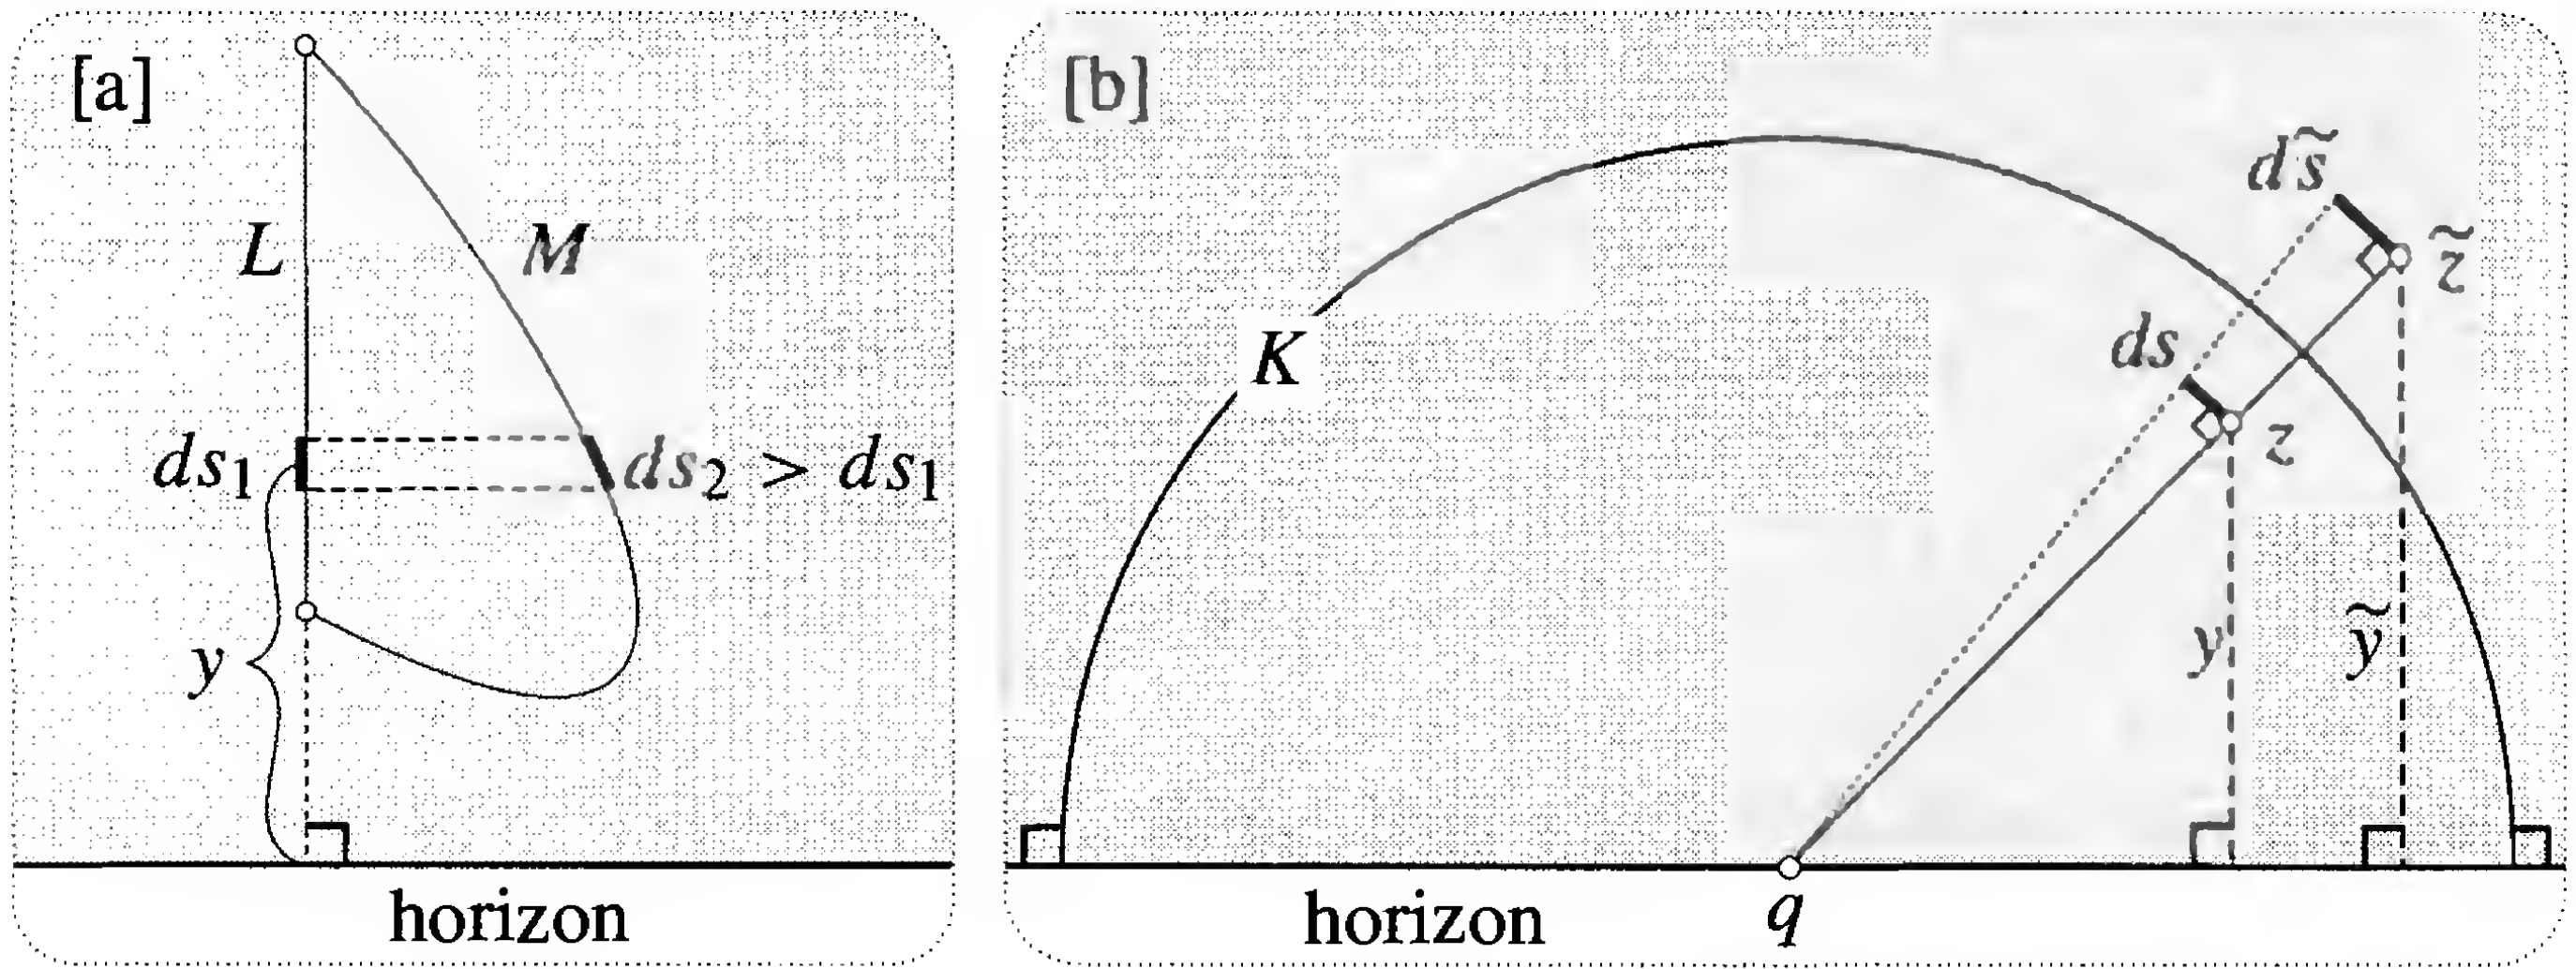 [a]
L
M
ds₁
ds₂ > ds₁
y
horizon
[b]
K
ds̃
z̃
ds
z
y
ỹ
horizon
q